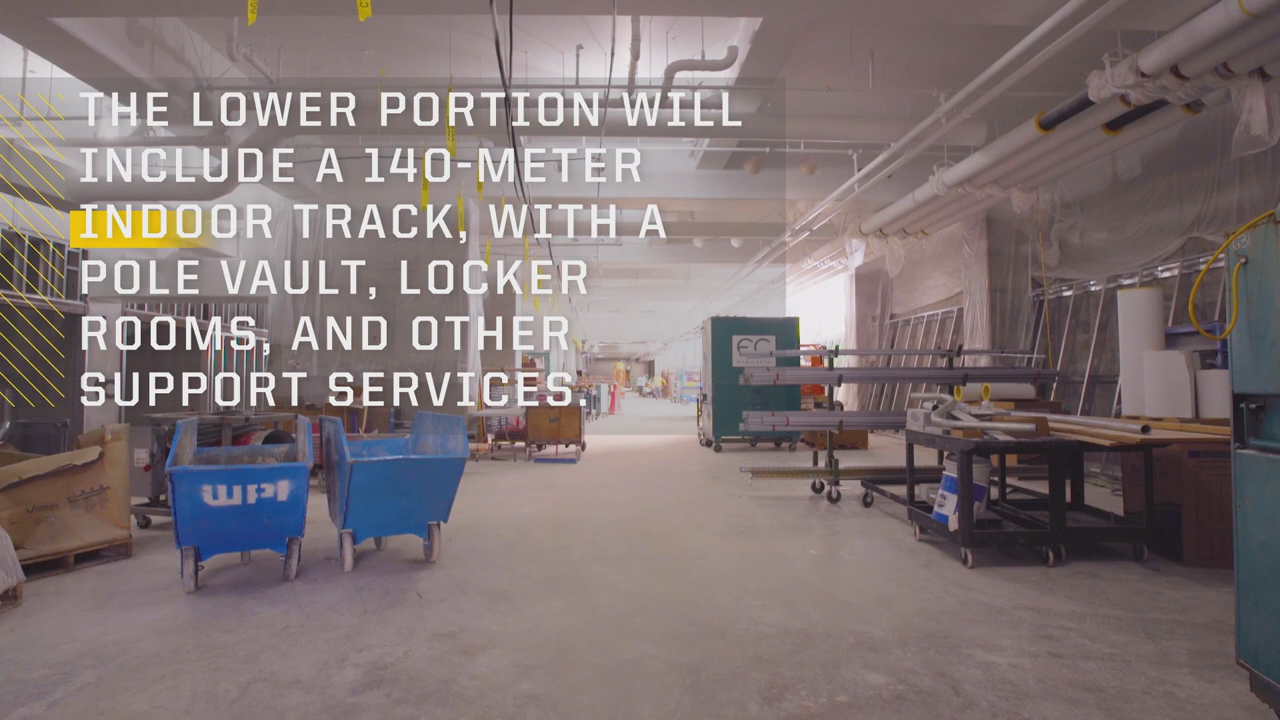 THE LOWER PORTION WILL
INCLUDE A 140-METER
INDOOR TRACK, WITH A
POLE VAULT, LOCKER
ROOMS, AND OTHER
SUPPORT SERVICES.
EC
WPI